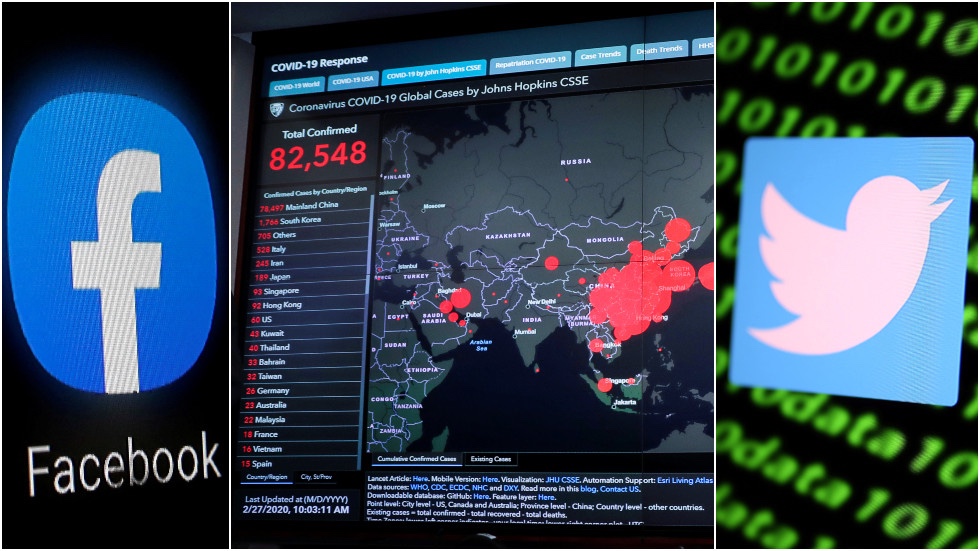 Facebook
COVID-19 Response
COVID-19 World
COVID-19 USA
COVID-19 by John Hopkins CSSE
Repatriation COVID-19
Case Trends
Death Trends
HHS
Coronavirus COVID-19 Global Cases by Johns Hopkins CSSE
Total Confirmed
82,548
Confirmed Cases by Country/Region
78,497 Mainland China
1,766 South Korea
705 Others
528 Italy
245 Iran
189 Japan
93 Singapore
92 Hong Kong
60 US
43 Kuwait
40 Thailand
33 Bahrain
32 Taiwan
26 Germany
23 Australia
22 Malaysia
18 France
16 Vietnam
15 Spain
Country/Region
City, St/Prov
Last Updated at (M/D/YYYY)
2/27/2020, 10:03:11 AM
RUSSIA
FINLAND
Moscow
Warsaw
UKRAINE
KAZAKHSTAN
MONGOLIA
Istanbul
TURKEY
Beijing
SOUTH
KOREA
Baghdad
CHINA
Shanghai
Cairo
EGYPT
SAUDI
ARABIA
Dubai
New Delhi
INDIA
MYANMAR
BURMA
Hong Kong
Mumbai
Arabian
Sea
SUDAN
Bangkok
ETHIOPIA
Singapore
CONGO
TANZANIA
Jakarta
ZAMBIA
Cumulative Confirmed Cases
Existing Cases
Lancet Article: Here. Mobile Version: Here. Visualization: JHU CSSE. Automation Support: Esri Living Atlas
Data sources: WHO, CDC, ECDC, NHC and DXY. Read more in this blog. Contact US.
Downloadable database: GitHub: Here. Feature layer: Here.
Point level: City level - US, Canada and Australia; Province level - China; Country level - other countries.
Existing cases = total confirmed - total recovered - total deaths.
01010
01010101
data10
data10